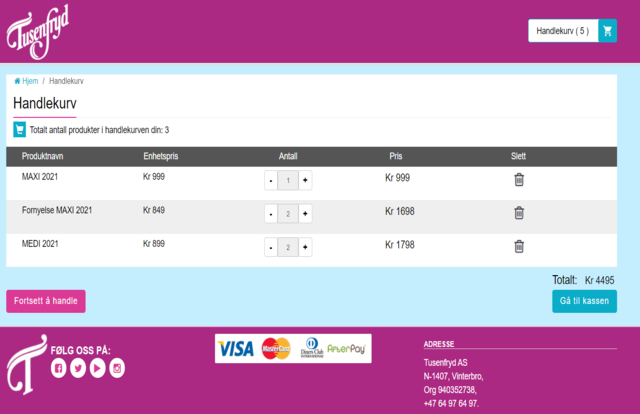 Tusenfryd
Handlekurv ( 5 )
Hjem / Handlekurv
Handlekurv
Totalt antall produkter i handlekurven din: 3
Produktnavn Enhetspris Antall Pris Slett
MAXI 2021 Kr 999 - 1 + Kr 999
Fornyelse MAXI 2021 Kr 849 - 2 + Kr 1698
MEDI 2021 Kr 899 - 2 + Kr 1798
Totalt: Kr 4495
Fortsett å handle Gå til kassen
T
FØLG OSS PÅ:
VISA MasterCard Diners Club INTERNATIONAL AfterPay
ADRESSE
Tusenfryd AS
N-1407, Vinterbro,
Org 940352738,
+47 64 97 64 97.